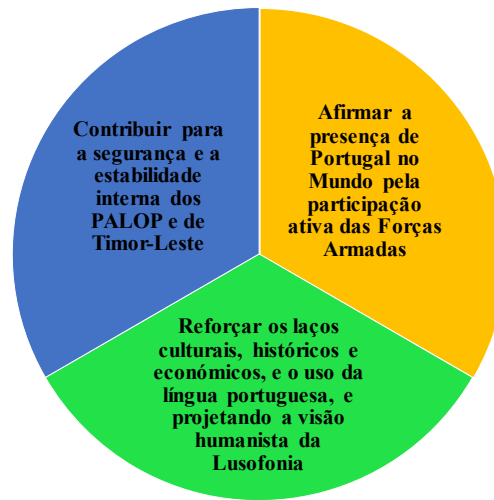 Contribuir para
a segurança e a
estabilidade
interna dos
PALOP e de
Timor-Leste
Afirmar a
presença de
Portugal no
Mundo pela
participação
ativa das Forças
Armadas
Reforçar os laços
culturais, históricos e
económicos, e o uso da
língua portuguesa, e
projetando a visão
humanista da
Lusofonia